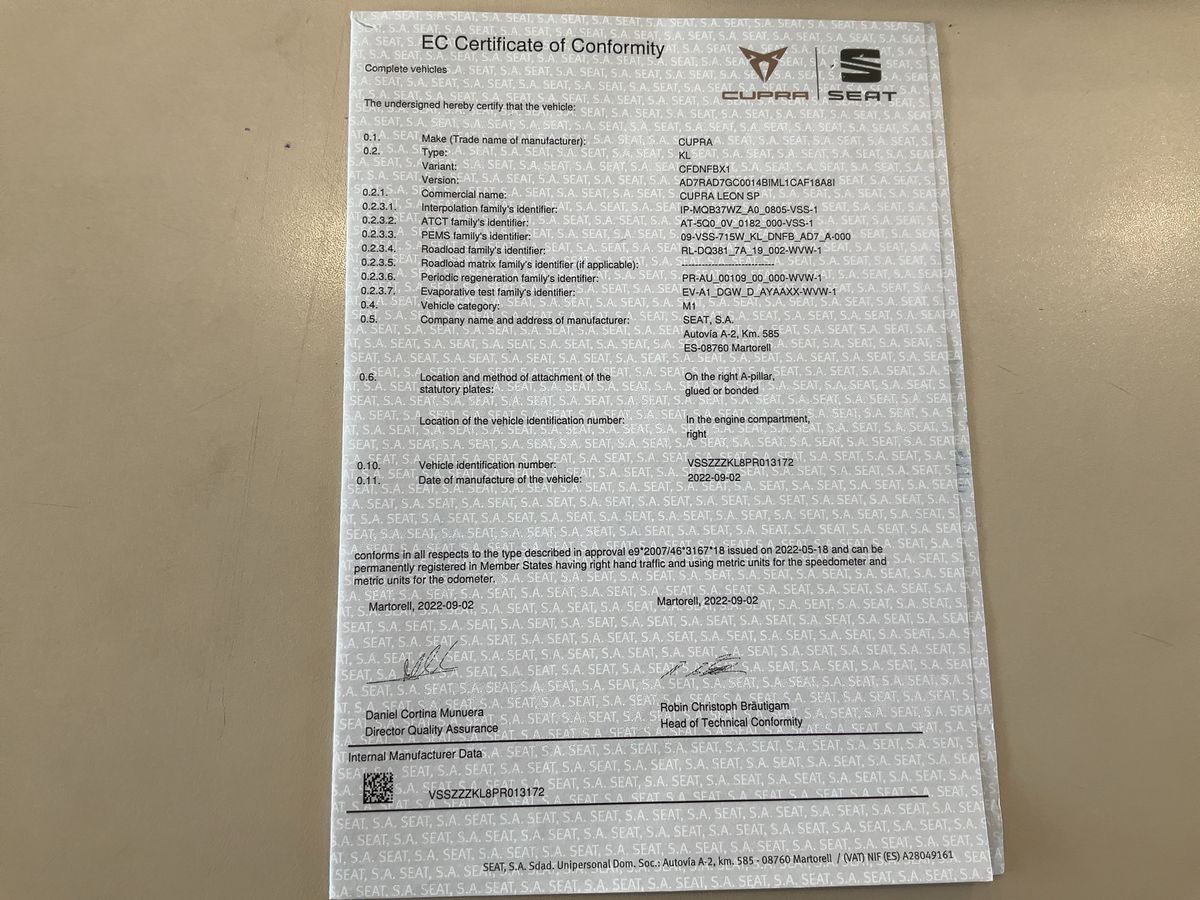 EC Certificate of Conformity
CUPRA SEAT
Complete vehicles
The undersigned hereby certify that the vehicle:
0.1. Make (Trade name of manufacturer): CUPRA
0.2. Type: KL
Variant: CFDNFBX1
Version: AD7RAD7GC0014BIML1CAF18A8I
0.2.1. Commercial name: CUPRA LEON SP
0.2.3.1. Interpolation family's identifier: IP-MQB37WZ_A0_0805-VSS-1
0.2.3.2. ATCT family's identifier: AT-5Q0_0V_0182_000-VSS-1
0.2.3.3. PEMS family's identifier: 09-VSS-715W_KL_DNFB_AD7_A-000
0.2.3.4. Roadload family's identifier: RL-DQ381_7A_19_002-WVW-1
0.2.3.5. Roadload matrix family's identifier (if applicable): ----------------------------
0.2.3.6. Periodic regeneration family's identifier: PR-AU_00109_00_000-WVW-1
0.2.3.7. Evaporative test family's identifier: EV-A1_DGW_D_AYAAXX-WVW-1
0.4. Vehicle category: M1
0.5. Company name and address of manufacturer: SEAT, S.A.
Autovía A-2, Km. 585
ES-08760 Martorell
0.6. Location and method of attachment of the On the right A-pillar,
statutory plates: glued or bonded
Location of the vehicle identification number: In the engine compartment,
right
0.10. Vehicle identification number: VSSZZZKL8PR013172
0.11. Date of manufacture of the vehicle: 2022-09-02
conforms in all respects to the type described in approval e9*2007/46*3167*18 issued on 2022-05-18 and can be
permanently registered in Member States having right hand traffic and using metric units for the speedometer and
metric units for the odometer.
Martorell, 2022-09-02 Martorell, 2022-09-02
Daniel Cortina Munuera Robin Christoph Bräutigam
Director Quality Assurance Head of Technical Conformity
Internal Manufacturer Data
VSSZZZKL8PR013172
SEAT, S.A. Sdad. Unipersonal Dom. Soc.: Autovía A-2, km. 585 - 08760 Martorell / (VAT) NIF (ES) A28049161